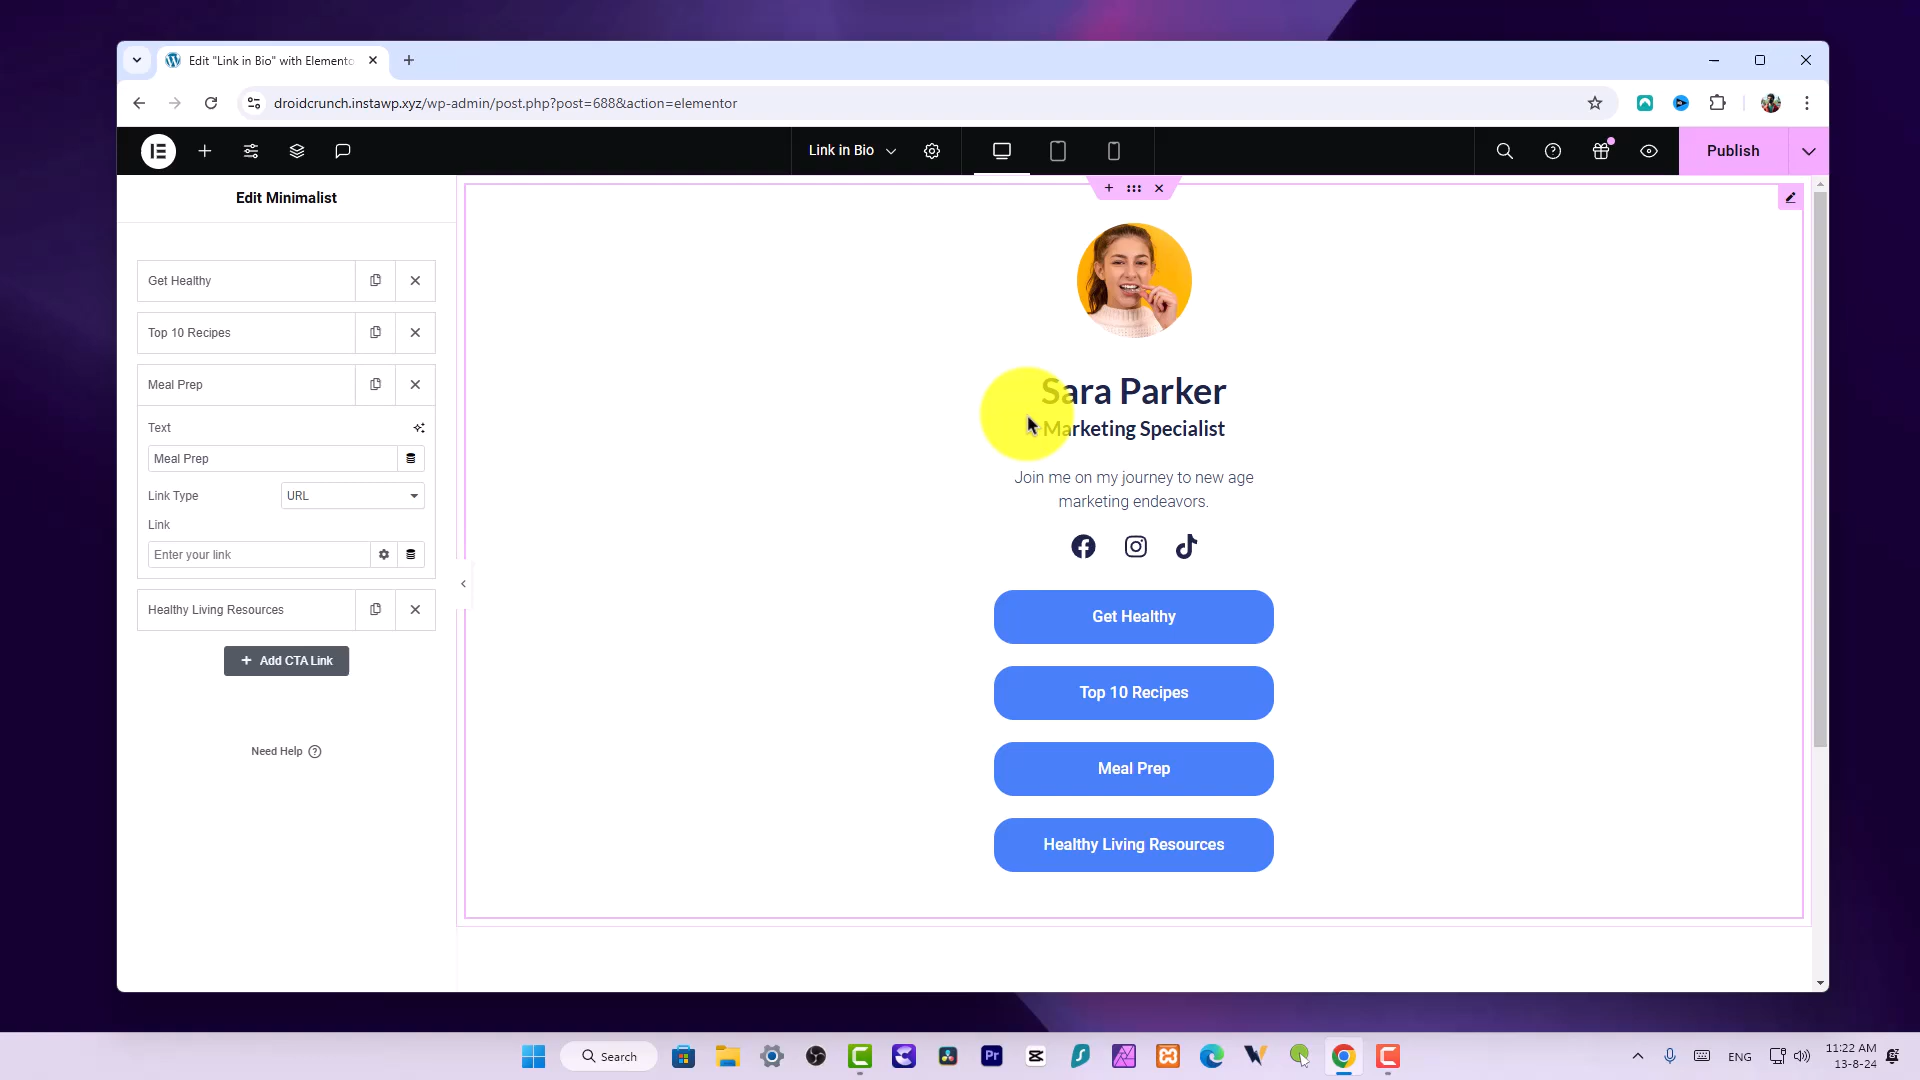 Edit "Link in Bio" with Elemento
droidcrunch.instawp.xyz/wp-admin/post.php?post=688&action=elementor
Link in Bio
Publish
Edit Minimalist
Get Healthy
Top 10 Recipes
Meal Prep
Text
Meal Prep
Link Type
URL
Link
Enter your link
Healthy Living Resources
+ Add CTA Link
Need Help
Sara Parker
Marketing Specialist
Join me on my journey to new age
marketing endeavors.
Get Healthy
Top 10 Recipes
Meal Prep
Healthy Living Resources
Search
Pr
ENG
11:22 AM
13-8-24